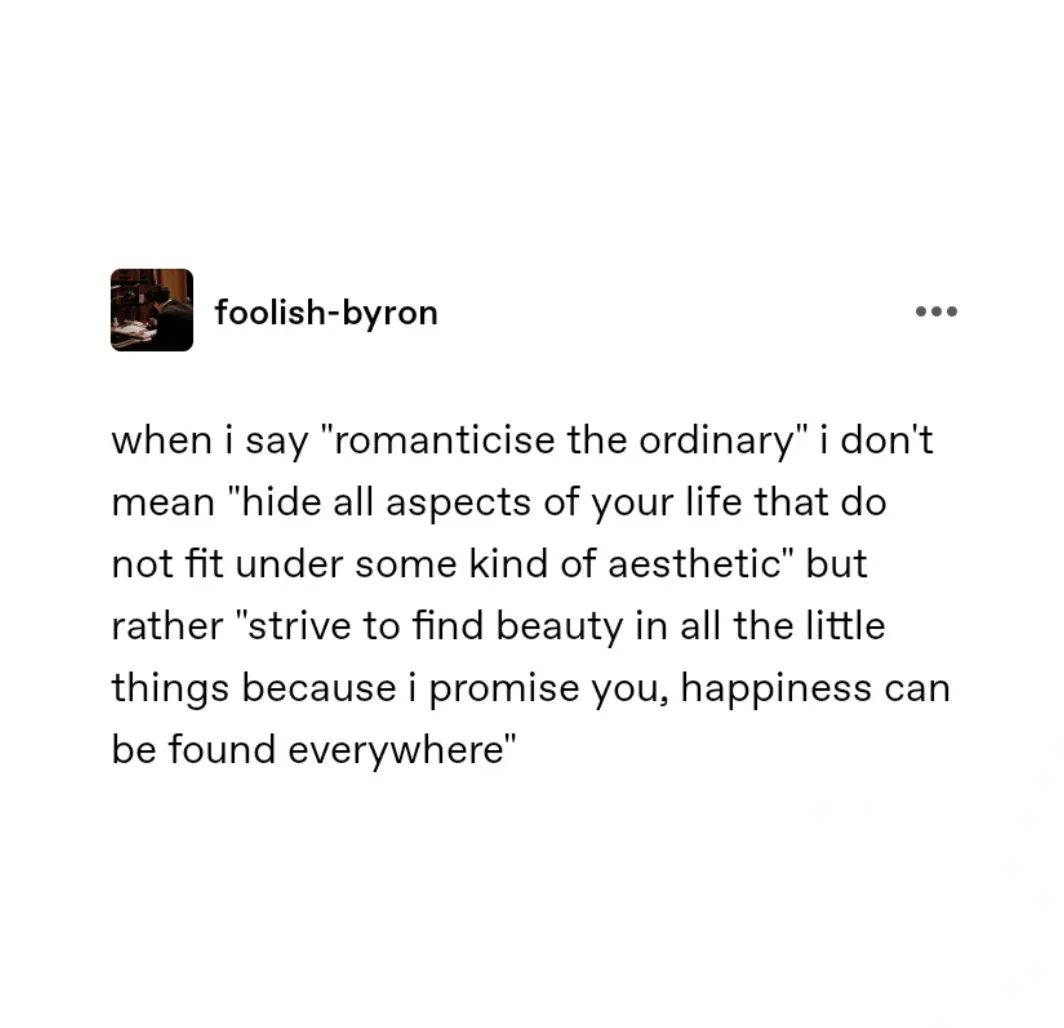 foolish-byron
when i say "romanticise the ordinary" i don't
mean "hide all aspects of your life that do
not fit under some kind of aesthetic" but
rather "strive to find beauty in all the little
things because i promise you, happiness can
be found everywhere"